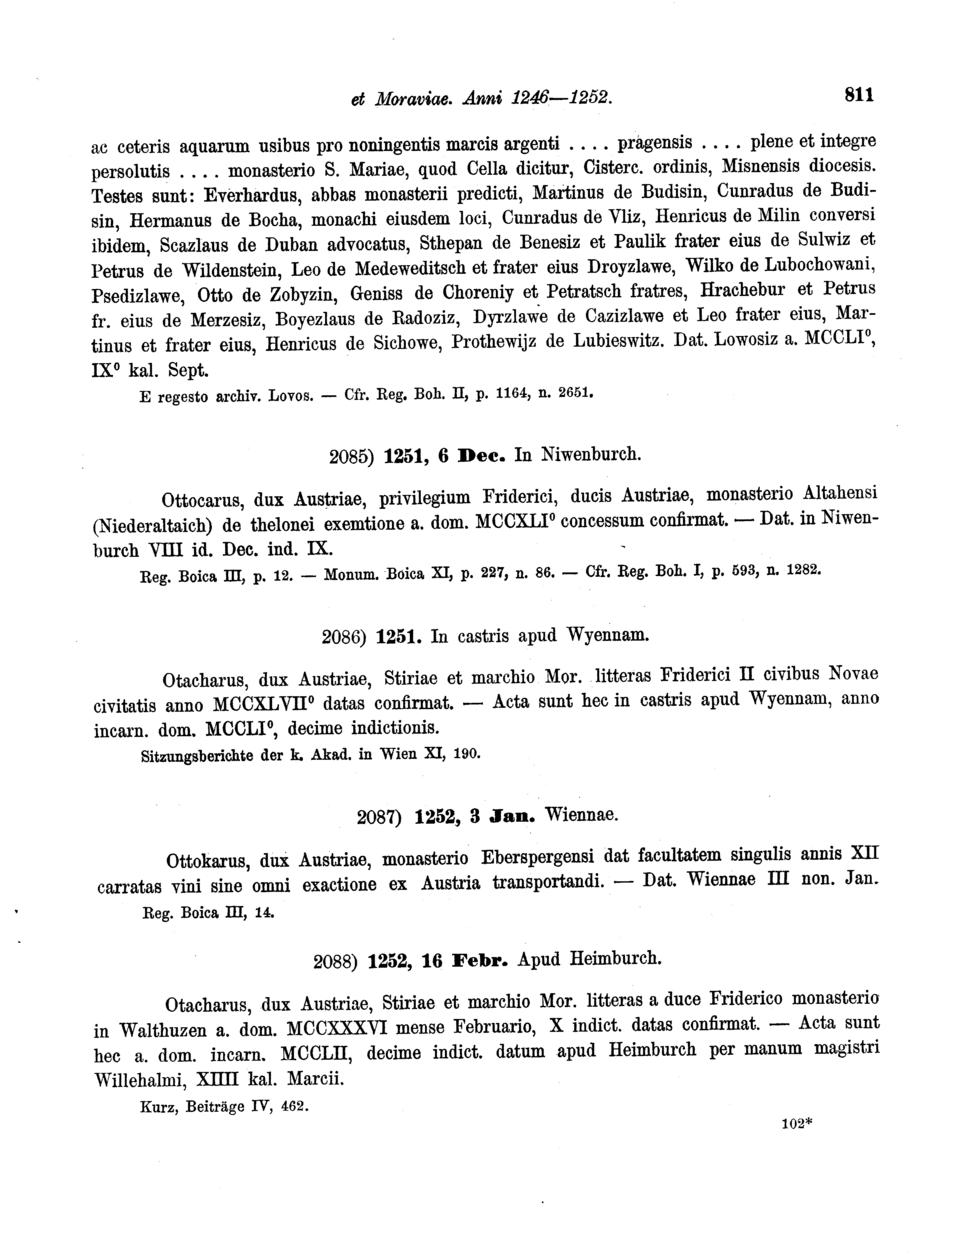 et Moraviae. Anni 1246—1252. 811
ac ceteris aquarum usibus pro noningentis marcis argenti .... pragensis .... plene et integre
persolutis .... monasterio S. Mariae, quod Cella dicitur, Cisterc. ordinis, Misnensis diocesis.
Testes sunt: Everhardus, abbas monasterii predicti, Martinus de Budisin, Cunradus de Budi-
sin, Hermanus de Bocha, monachi eiusdem loci, Cunradus de Vliz, Henricus de Milin conversi
ibidem, Scazlaus de Duban advocatus, Sthepan de Benesiz et Paulik frater eius de Sulwiz et
Petrus de Wildenstein, Leo de Medeweditsch et frater eius Droyzlawe, Wilko de Lubochowani,
Psedizlawe, Otto de Zobyzin, Geniss de Choreniy et Petratsch fratres, Hrachebur et Petrus
fr. eius de Merzesiz, Boyezlaus de Radoziz, Dyrzlawe de Cazizlawe et Leo frater eius, Mar-
tinus et frater eius, Henricus de Sichowe, Prothewijz de Lubieswitz. Dat. Lowosiz a. MCCLI⁰,
IX⁰ kal. Sept.
E regesto archiv. Lovos. — Cfr. Reg. Boh. II, p. 1164, n. 2651.
2085) 1251, 6 Dec. In Niwenburch.
Ottocarus, dux Austriae, privilegium Friderici, ducis Austriae, monasterio Altahensi
(Niederaltaich) de thelonei exemtione a. dom. MCCXLI⁰ concessum confirmat. — Dat. in Niwen-
burch VIII id. Dec. ind. IX.
Reg. Boica III, p. 12. — Monum. Boica XI, p. 227, n. 86. — Cfr. Reg. Boh. I, p. 593, n. 1282.
2086) 1251. In castris apud Wyennam.
Otacharus, dux Austriae, Stiriae et marchio Mor. litteras Friderici II civibus Novae
civitatis anno MCCXLVII⁰ datas confirmat. — Acta sunt hec in castris apud Wyennam, anno
incarn. dom. MCCLI⁰, decime indictionis.
Sitzungsberichte der k. Akad. in Wien XI, 190.
2087) 1252, 3 Jan. Wiennae.
Ottokarus, dux Austriae, monasterio Eberspergensi dat facultatem singulis annis XII
carratas vini sine omni exactione ex Austria transportandi. — Dat. Wiennae III non. Jan.
Reg. Boica III, 14.
2088) 1252, 16 Febr. Apud Heimburch.
Otacharus, dux Austriae, Stiriae et marchio Mor. litteras a duce Friderico monasterio
in Walthuzen a. dom. MCCXXXVI mense Februario, X indict. datas confirmat. — Acta sunt
hec a. dom. incarn. MCCLII, decime indict. datum apud Heimburch per manum magistri
Willehalmi, XIIII kal. Marcii.
Kurz, Beiträge IV, 462.
102*